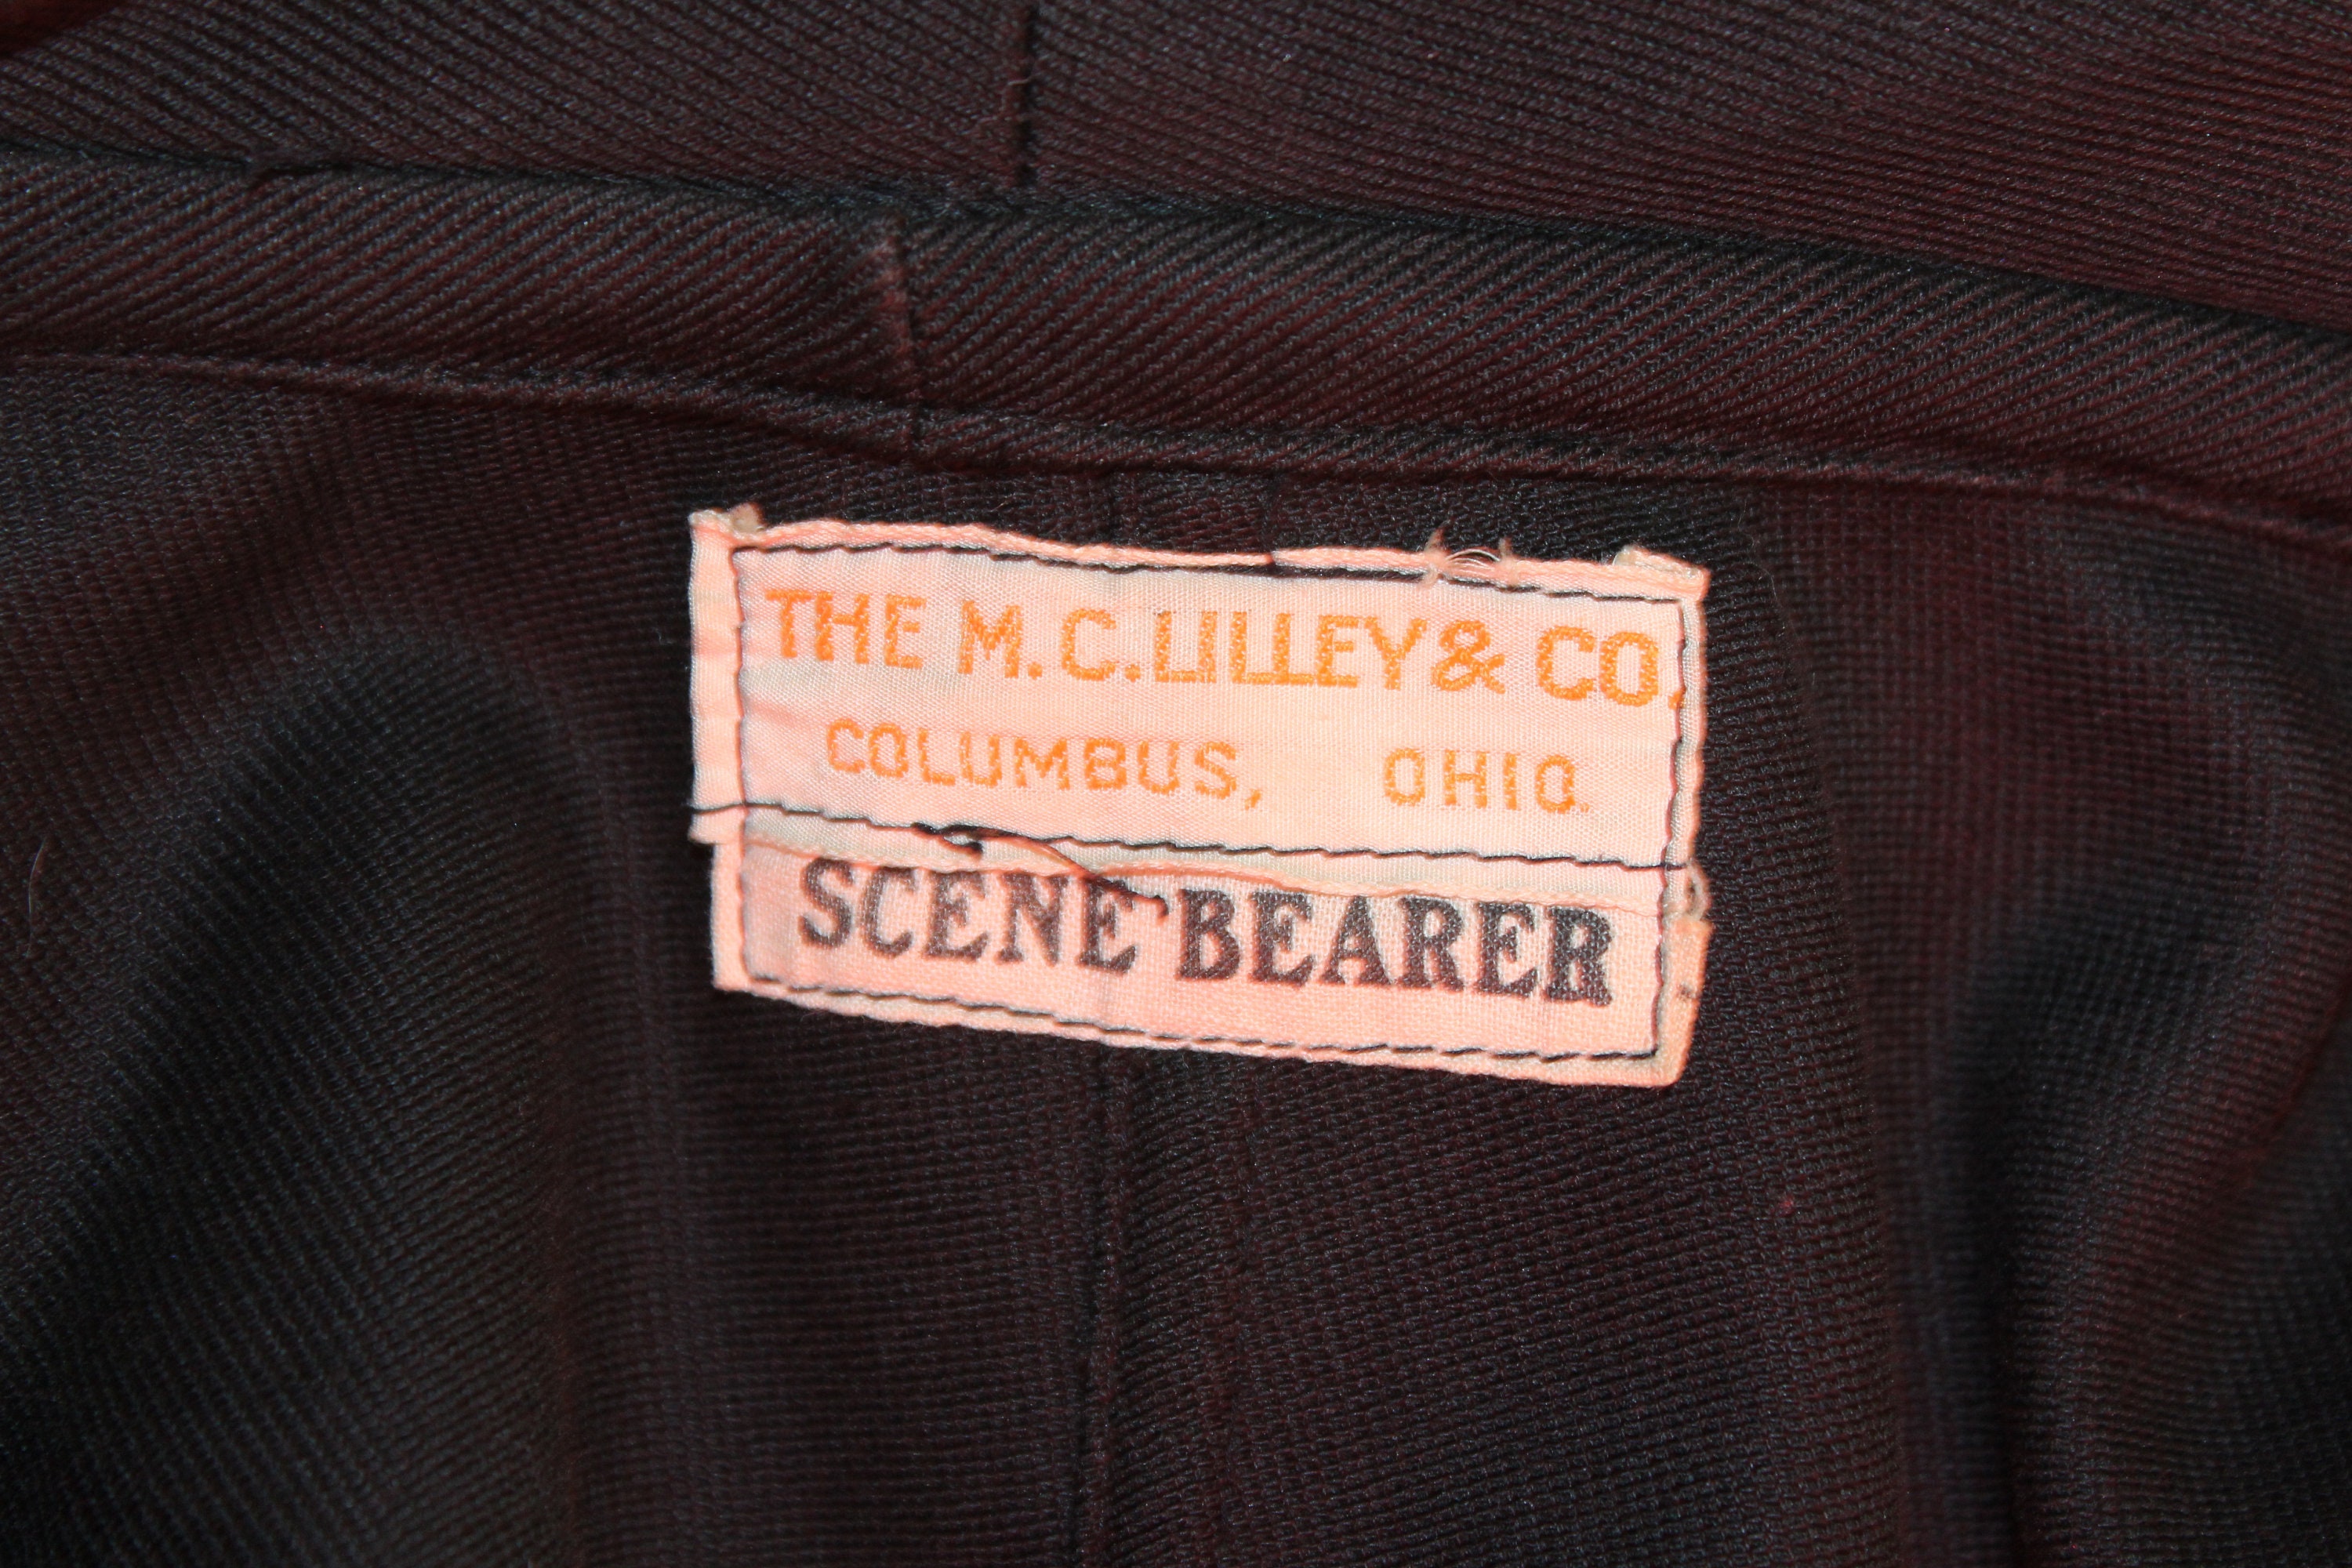 THE M.C. LILLEY & CO.
COLUMBUS, OHIO.
SCENE BEARER